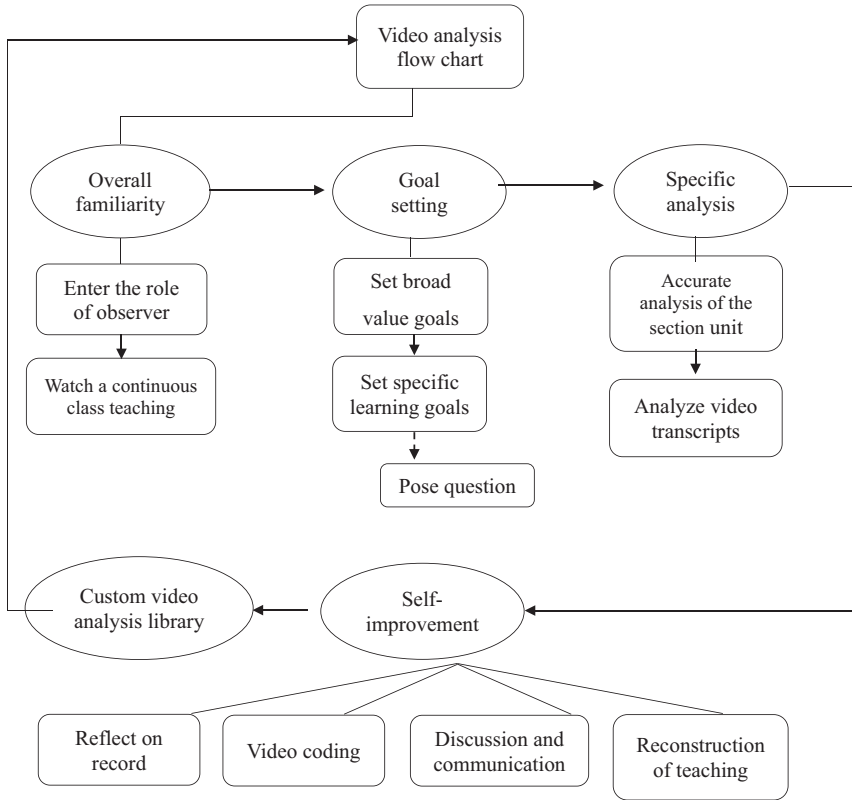 Video analysis
flow chart
Overall
familiarity
Goal
setting
Specific
analysis
Enter the role
of observer
Set broad
value goals
Accurate
analysis of the
section unit
Watch a continuous
class teaching
Set specific
learning goals
Analyze video
transcripts
Pose question
Custom video
analysis library
Self-
improvement
Reflect on
record
Video coding
Discussion and
communication
Reconstruction
of teaching